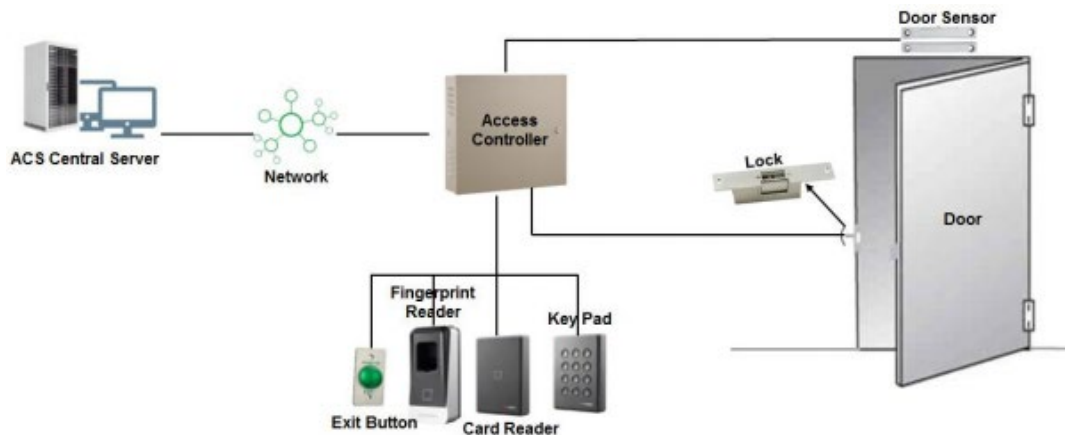 Door Sensor
Access
Controller
ACS Central Server
Network
Lock
Door
Fingerprint
Reader
Key Pad
Exit Button
Card Reader